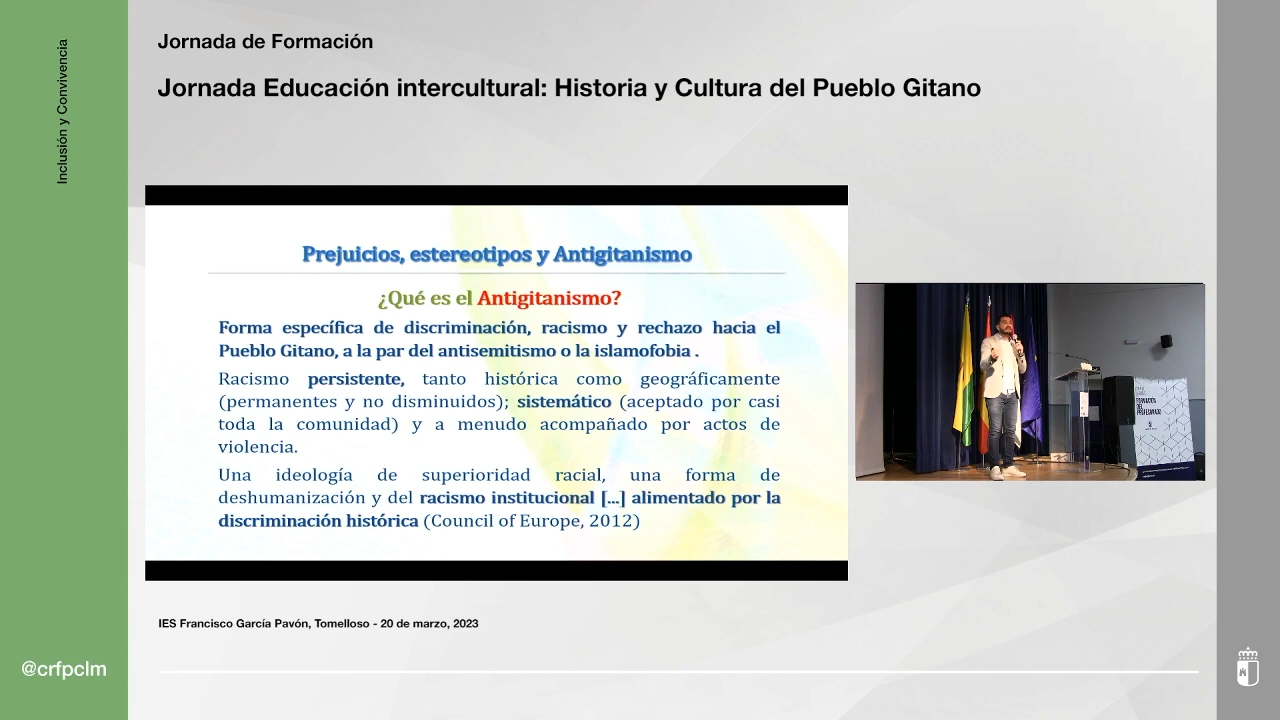 Inclusión y Convivencia
Jornada de Formación
Jornada Educación intercultural: Historia y Cultura del Pueblo Gitano
Prejuicios, estereotipos y Antigitanismo
¿Qué es el Antigitanismo?
Forma específica de discriminación, racismo y rechazo hacia el
Pueblo Gitano, a la par del antisemitismo o la islamofobia .
Racismo persistente, tanto histórica como geográficamente
(permanentes y no disminuidos); sistemático (aceptado por casi
toda la comunidad) y a menudo acompañado por actos de
violencia.
Una ideología de superioridad racial, una forma de
deshumanización y del racismo institucional [...] alimentado por la
discriminación histórica (Council of Europe, 2012)
IES Francisco García Pavón, Tomelloso - 20 de marzo, 2023
@crfpclm